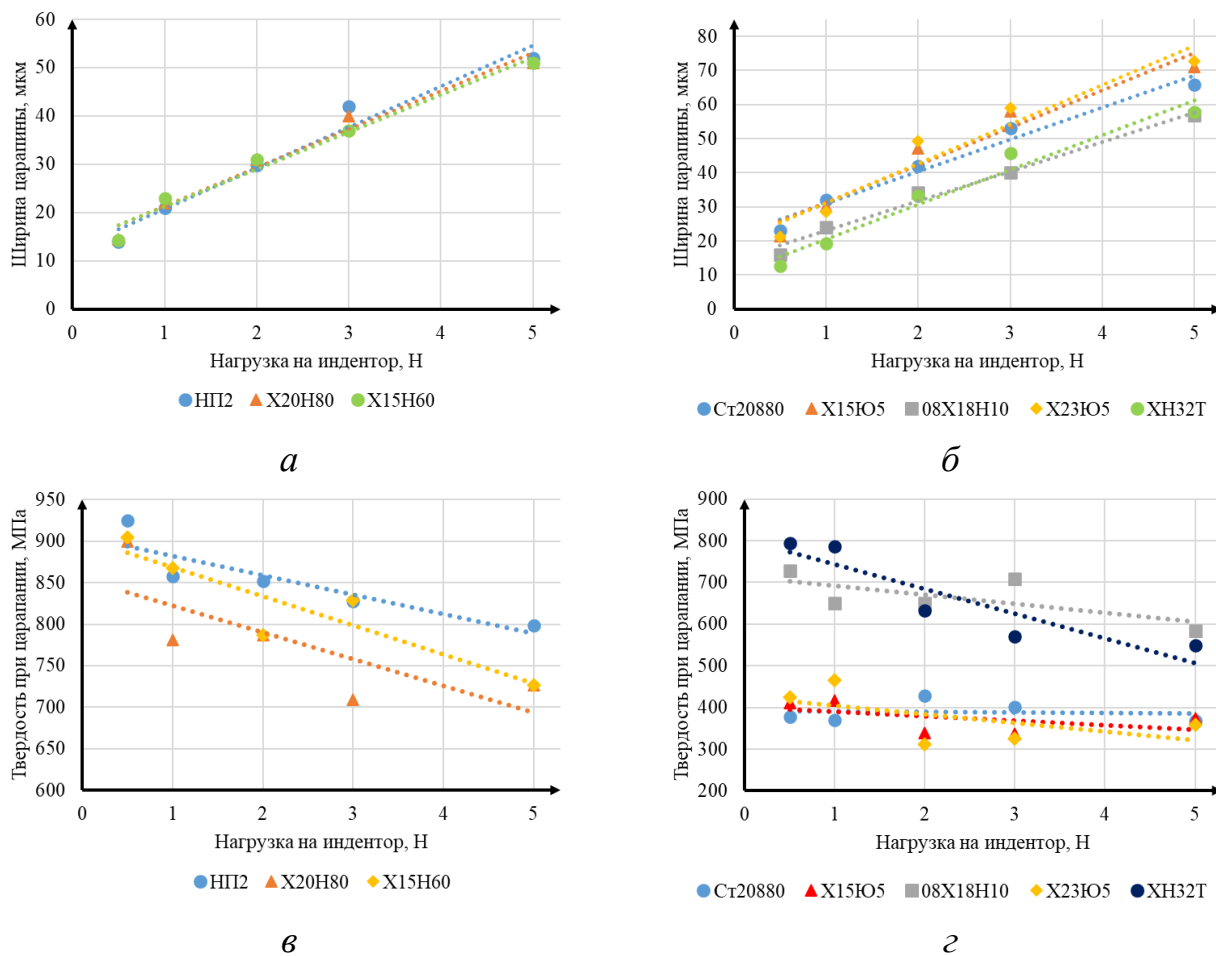 60
50
40
30
20
10
0
0 1 2 3 4 5
Ширина царапины, мкм
Нагрузка на индентор, Н
НП2 Х20Н80 Х15Н60
а
80
70
60
50
40
30
20
10
0
0 1 2 3 4 5
Ширина царапины, мкм
Нагрузка на индентор, Н
Ст20880 Х15Ю5 08Х18Н10 Х23Ю5 ХН32Т
б
950
900
850
800
750
700
650
600
0 1 2 3 4 5
Твердость при царапании, МПа
Нагрузка на индентор, Н
НП2 Х20Н80 Х15Н60
в
900
800
700
600
500
400
300
200
0 1 2 3 4 5
Твердость при царапании, МПа
Нагрузка на индентор, Н
Ст20880 Х15Ю5 08Х18Н10 Х23Ю5 ХН32Т
г